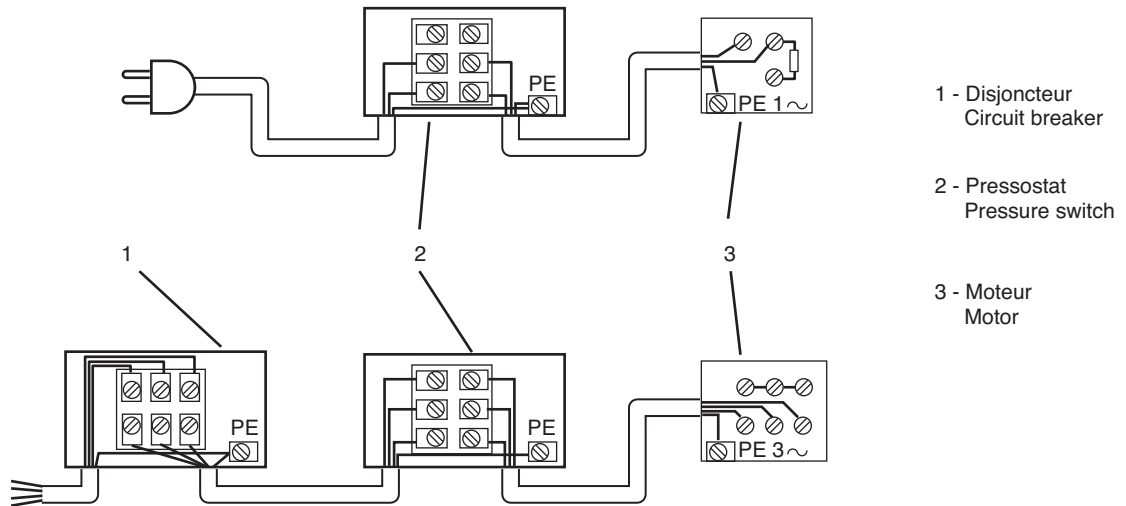 PE
PE 1～
1 - Disjoncteur
Circuit breaker
2 - Pressostat
Pressure switch
1
2
3
3 - Moteur
Motor
PE
PE
PE 3～